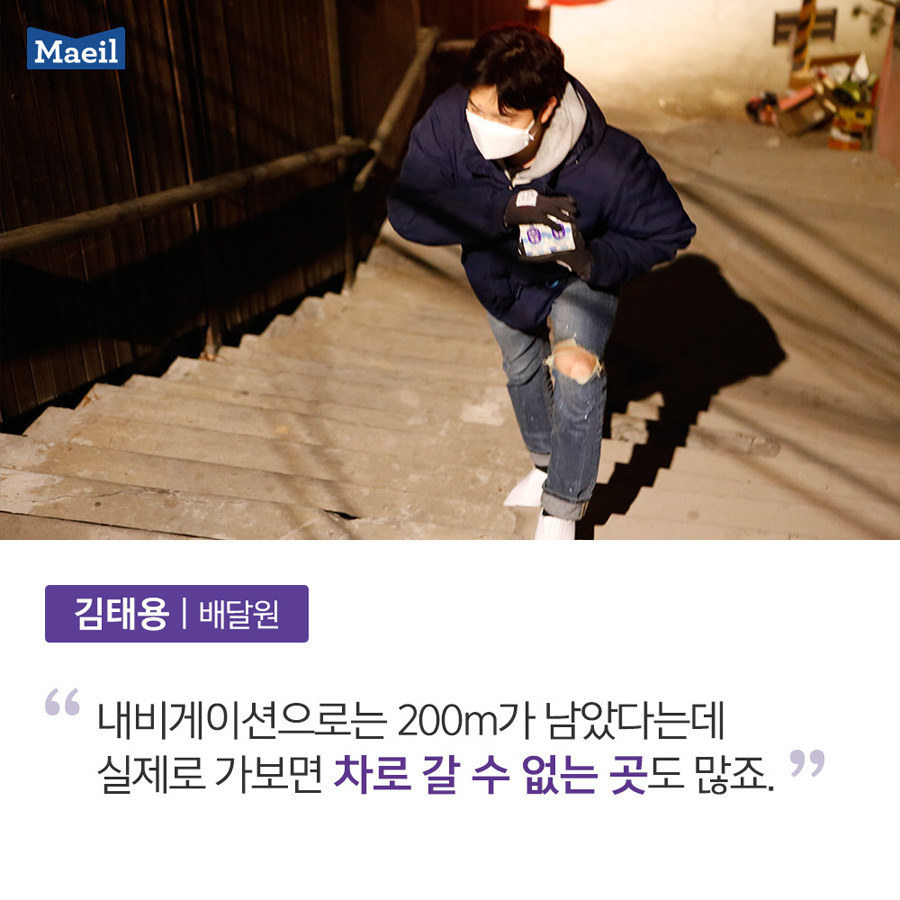 Maeil
김태용 | 배달원
“ 내비게이션으로는 200m가 남았다는데
실제로 가보면 차로 갈 수 없는 곳도 많죠. ”